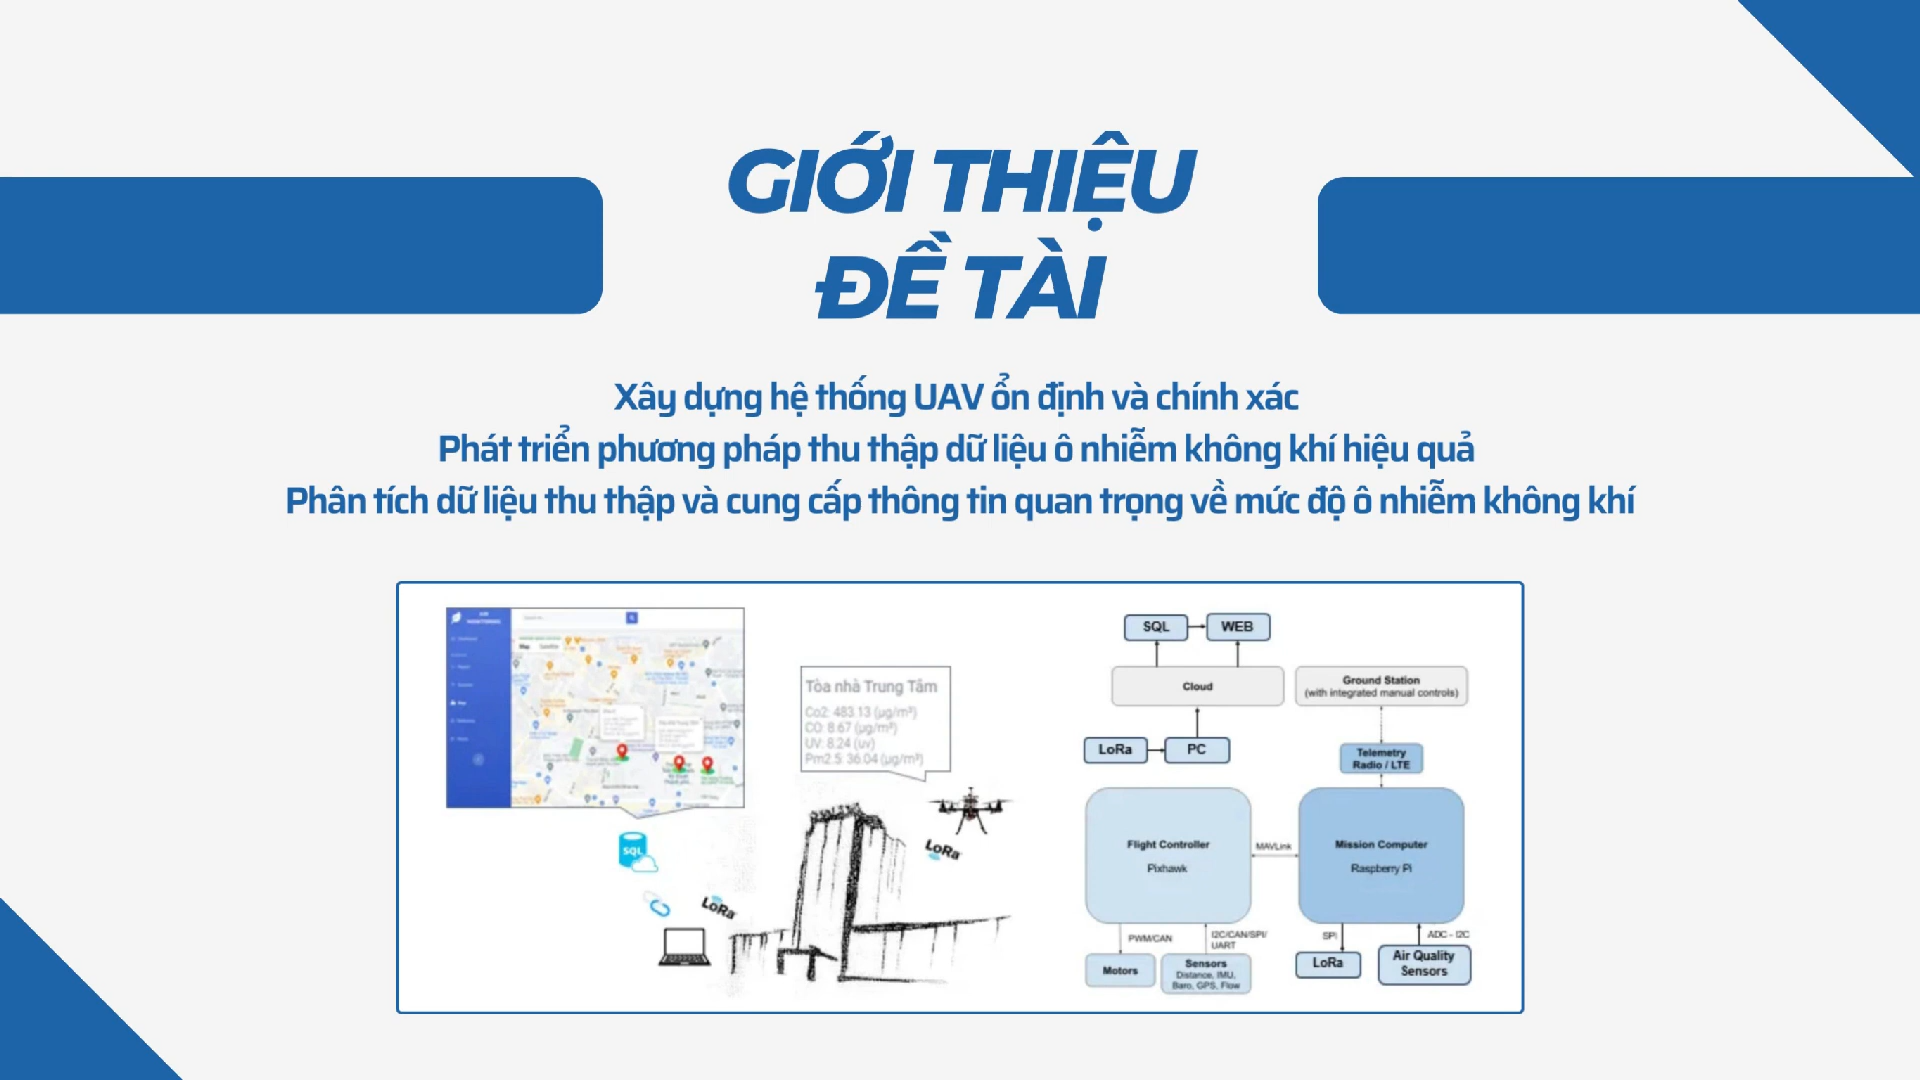 GIỚI THIỆU
ĐỀ TÀI
Xây dựng hệ thống UAV ổn định và chính xác
Phát triển phương pháp thu thập dữ liệu ô nhiễm không khí hiệu quả
Phân tích dữ liệu thu thập và cung cấp thông tin quan trọng về mức độ ô nhiễm không khí
Map
Tòa nhà Trung Tâm
Co2: 483.13 (µg/m³)
CO: 8.67 (µg/m³)
UV: 8.24 (uv)
Pm2.5: 36.04 (µg/m³)
SQL
LoRa
LoRa
SQL
WEB
Cloud
Ground Station
(with integrated manual controls)
LoRa
PC
Telemetry
Radio / LTE
Flight Controller
Pixhawk
MAVLink
Mission Computer
Raspberry Pi
PWM/CAN
I2C/CAN/SPI/
UART
SPI
ADC - I2C
Motors
Sensors
Distance, IMU,
Baro, GPS, Flow
LoRa
Air Quality
Sensors